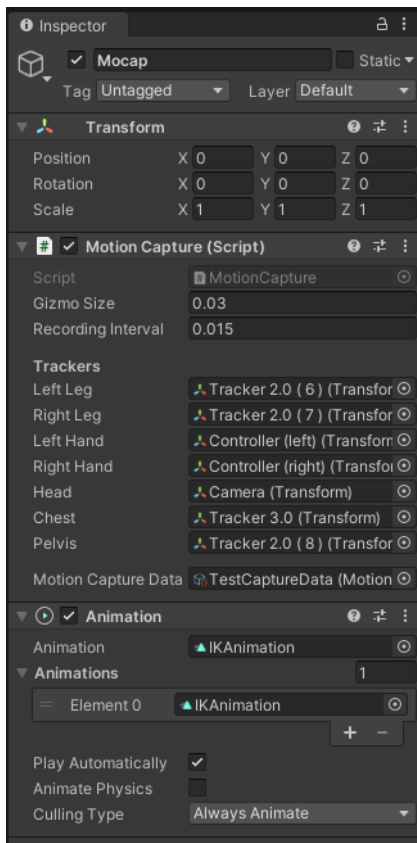 Inspector
Mocap Static
Tag Untagged Layer Default
Transform
Position X 0 Y 0 Z 0
Rotation X 0 Y 0 Z 0
Scale X 1 Y 1 Z 1
# Motion Capture (Script)
Script # MotionCapture
Gizmo Size 0.03
Recording Interval 0.015
Trackers
Left Leg Tracker 2.0 ( 6 ) (Transfor
Right Leg Tracker 2.0 ( 7 ) (Transfor
Left Hand Controller (left) (Transforn
Right Hand Controller (right) (Transfo
Head Camera (Transform)
Chest Tracker 3.0 (Transform)
Pelvis Tracker 2.0 ( 8 ) (Transfor
Motion Capture Data TestCaptureData (Motion
Animation
Animation IKAnimation
Animations 1
Element 0 IKAnimation
+ −
Play Automatically
Animate Physics
Culling Type Always Animate